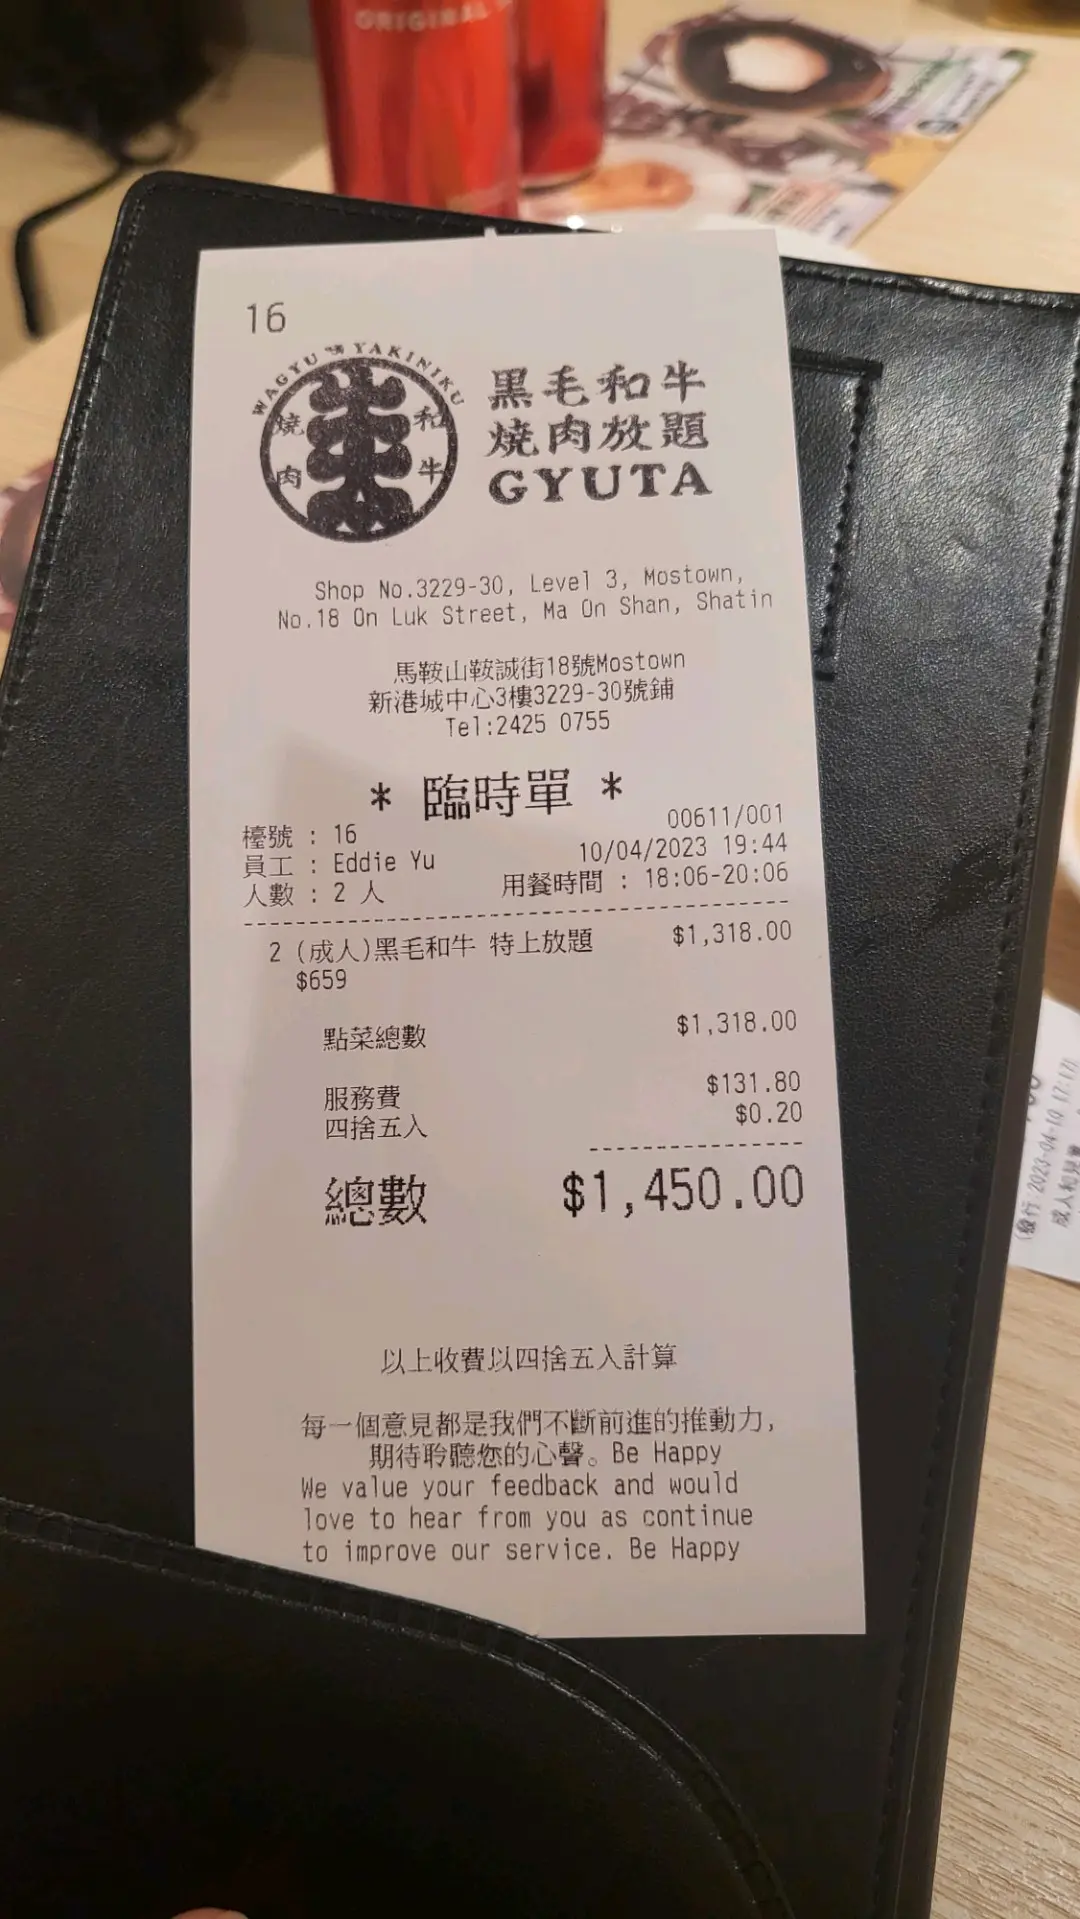 ORIGINAL
16
WAGYU YAKINIKU
燒 和
肉 牛
黑毛和牛
燒肉放題
GYUTA
Shop No.3229-30, Level 3, Mostown,
No.18 On Luk Street, Ma On Shan, Shatin
馬鞍山鞍誠街18號Mostown
新港城中心3樓3229-30號鋪
Tel:2425 0755
* 臨時單 *
00611/001
檯號 : 16
10/04/2023 19:44
員工 : Eddie Yu
用餐時間 : 18:06-20:06
人數 : 2 人
2 (成人)黑毛和牛 特上放題 $1,318.00
$659
點菜總數 $1,318.00
服務費 $131.80
四捨五入 $0.20
總數 $1,450.00
以上收費以四捨五入計算
每一個意見都是我們不斷前進的推動力,
期待聆聽您的心聲。Be Happy
We value your feedback and would
love to hear from you as continue
to improve our service. Be Happy
(發行 2023-04-10 17:17)